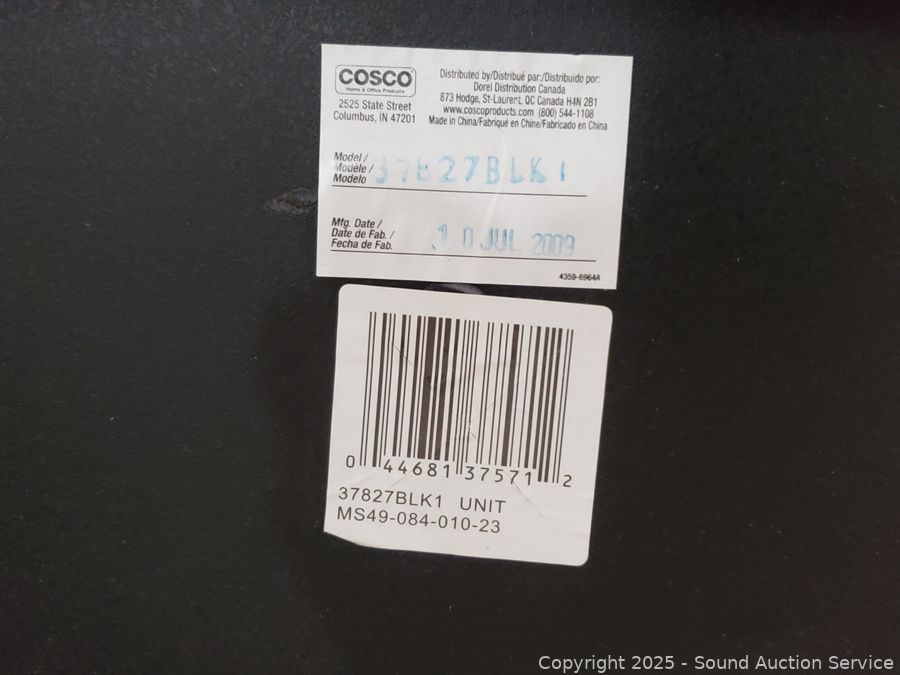 COSCO
Home & Office Products
2525 State Street
Columbus, IN 47201
Distributed by/Distribué par:/Distribuido por:
Dorel Distribution Canada
873 Hodge, St-Laurent, QC Canada H4N 2B1
www.coscoproducts.com (800) 544-1108
Made in China/Fabriqué en Chine/Fabricado en China
Model /
Modèle /
Modelo 37827BLK1
Mfg. Date /
Date de Fab. /
Fecha de Fab. 10 JUL 2009
4359-6964A
0 44681 37571 2
37827BLK1 UNIT
MS49-084-010-23
Copyright 2025 - Sound Auction Service